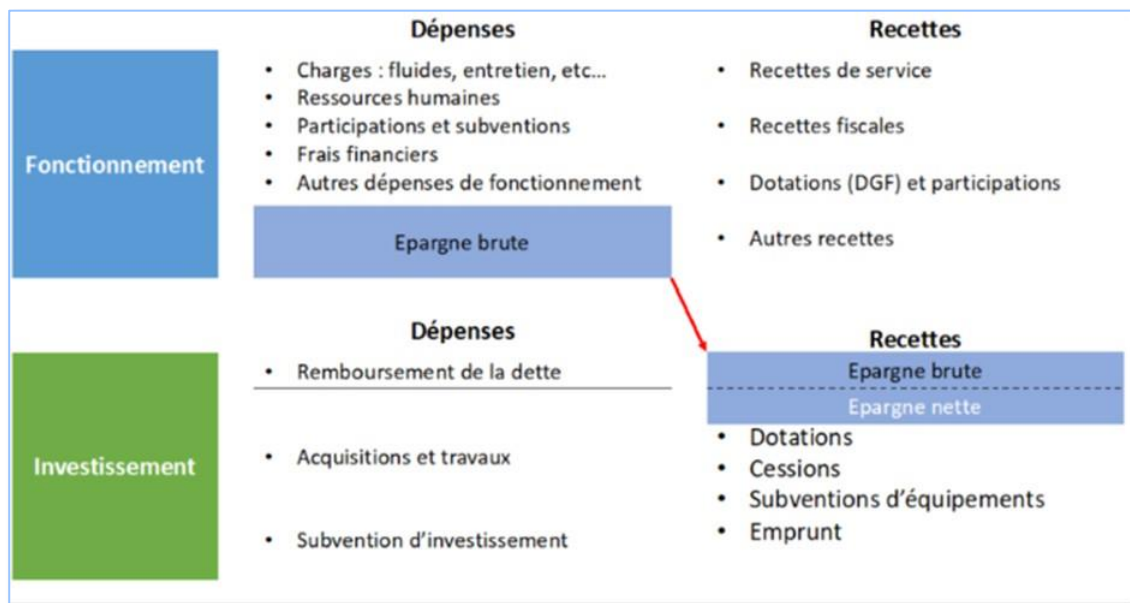 Dépenses
Recettes
Fonctionnement
• Charges : fluides, entretien, etc...
• Ressources humaines
• Participations et subventions
• Frais financiers
• Autres dépenses de fonctionnement
Epargne brute
• Recettes de service
• Recettes fiscales
• Dotations (DGF) et participations
• Autres recettes
Dépenses
Recettes
Investissement
• Remboursement de la dette
• Acquisitions et travaux
• Subvention d'investissement
Epargne brute
Epargne nette
• Dotations
• Cessions
• Subventions d'équipements
• Emprunt